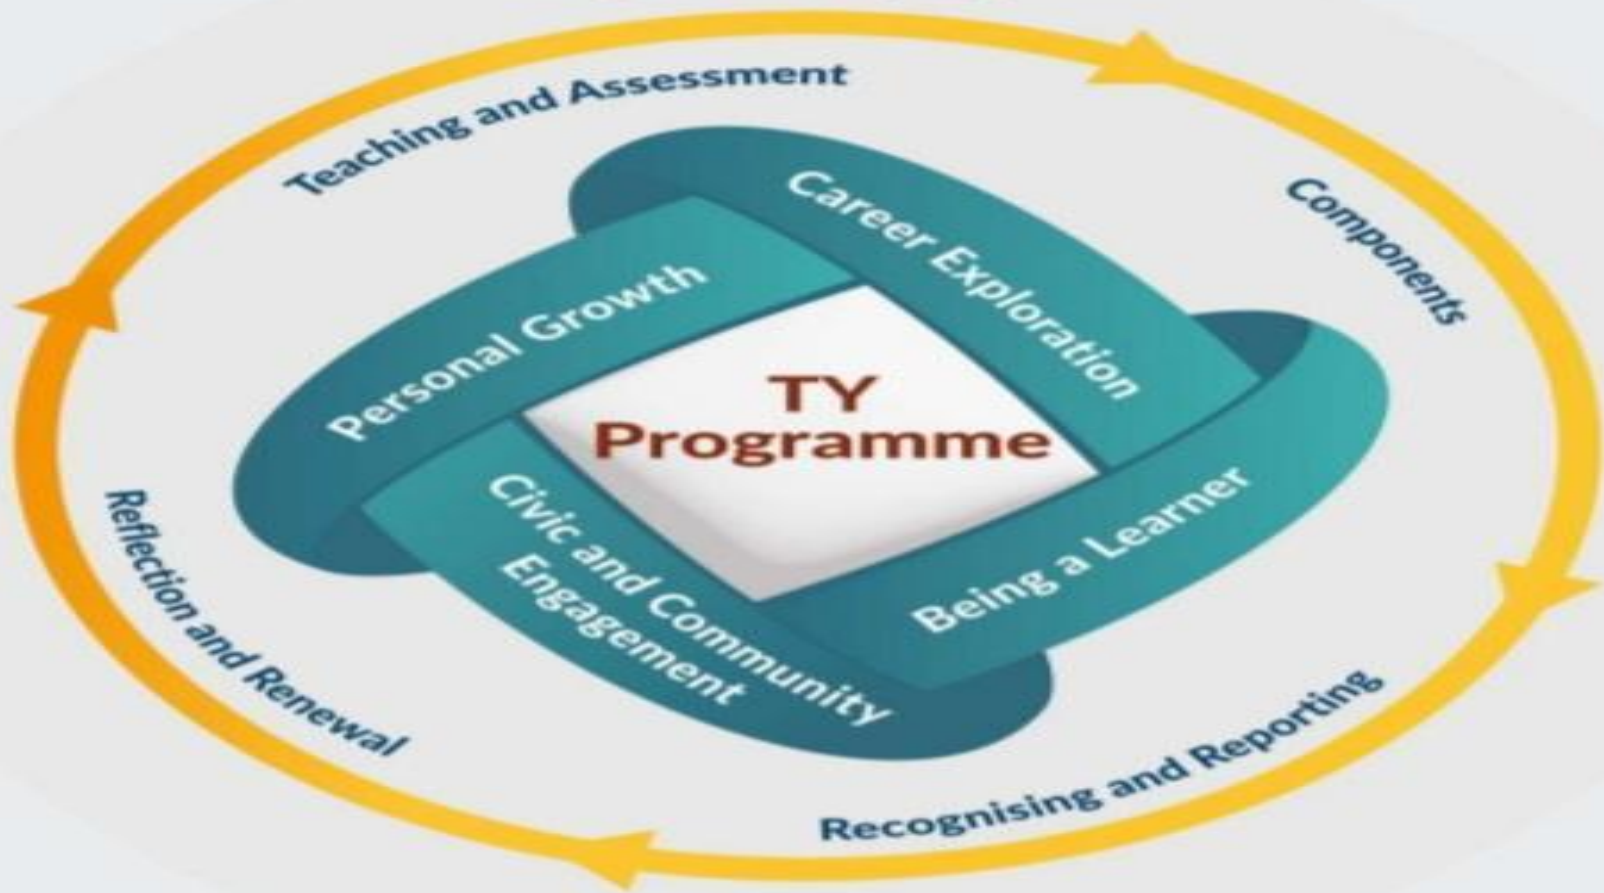 Teaching and Assessment
Components
Career Exploration
Personal Growth
TY
Programme
Being a Learner
Civic and Community
Engagement
Reflection and Renewal
Recognising and Reporting